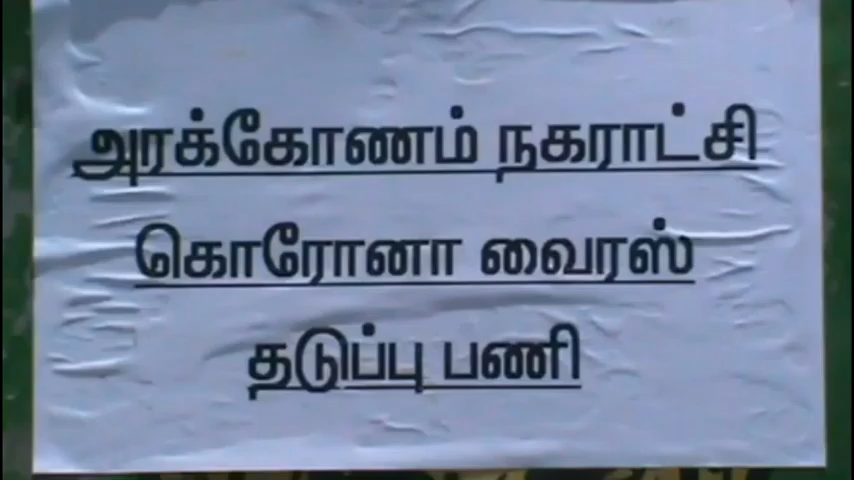 அரக்கோணம் நகராட்சி
கொரோனா வைரஸ்
தடுப்பு பணி